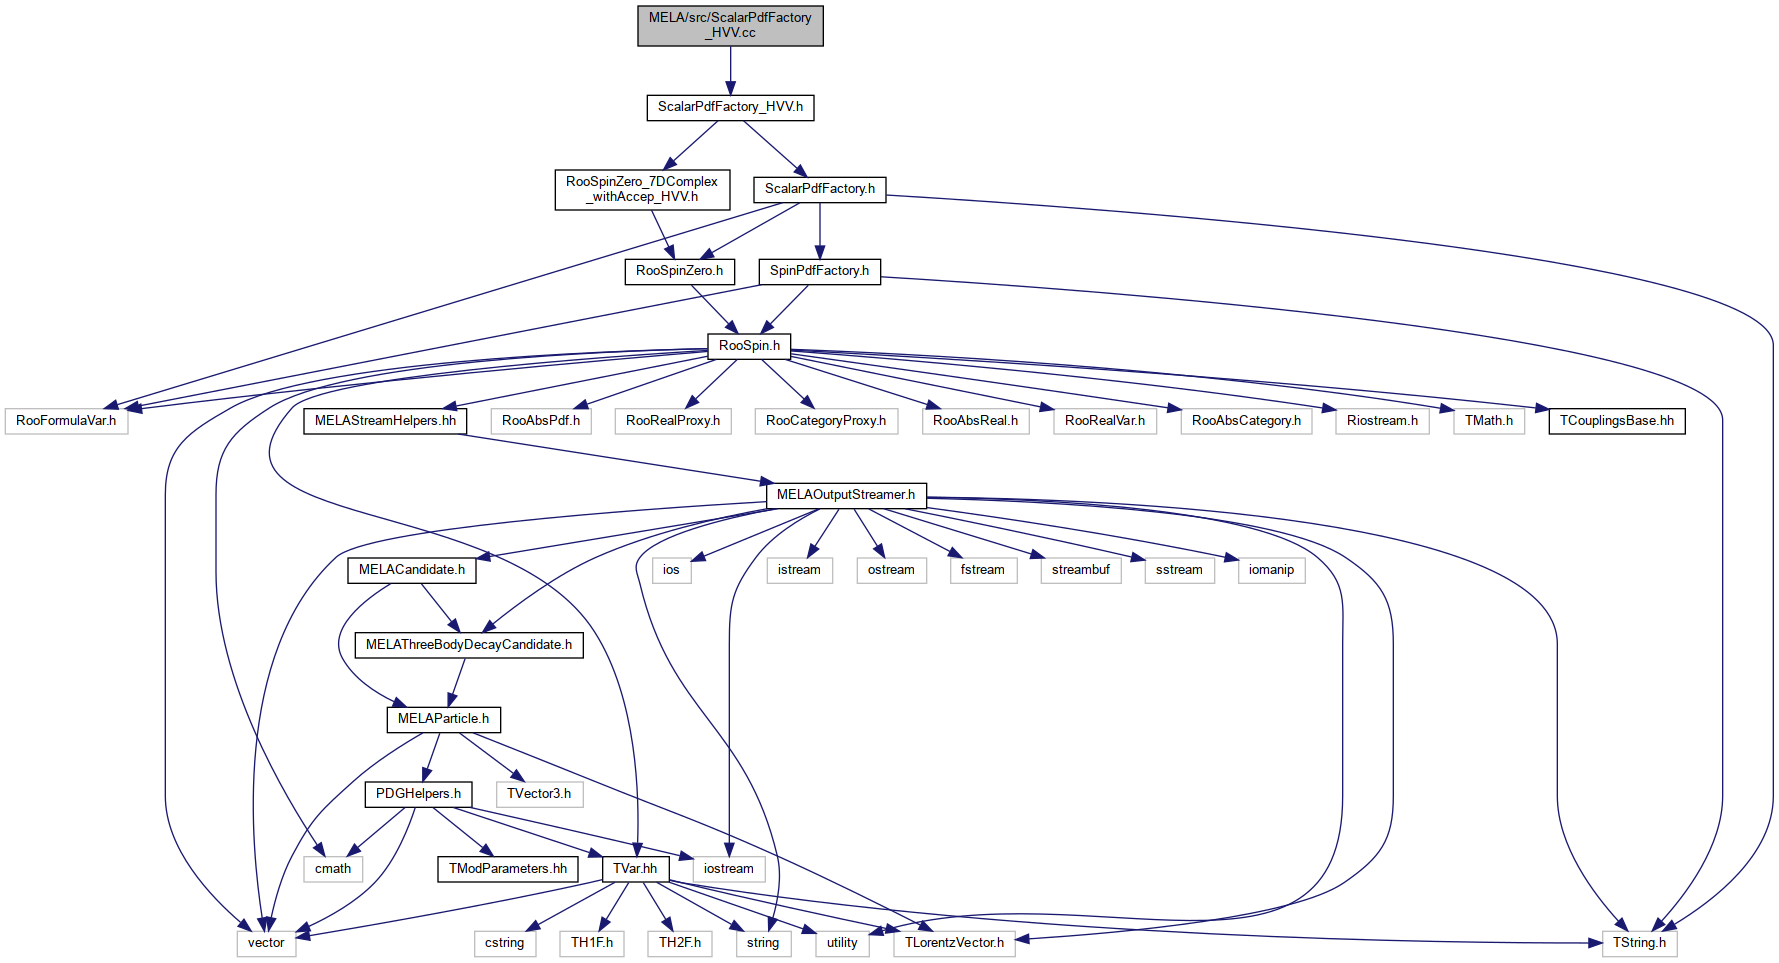 MELA/src/ScalarPdfFactory
_HVV.cc
ScalarPdfFactory_HVV.h
RooSpinZero_7DComplex
_withAccep_HVV.h
ScalarPdfFactory.h
RooSpinZero.h
SpinPdfFactory.h
RooSpin.h
RooFormulaVar.h
MELAStreamHelpers.hh
RooAbsPdf.h
RooRealProxy.h
RooCategoryProxy.h
RooAbsReal.h
RooRealVar.h
RooAbsCategory.h
Riostream.h
TMath.h
TCouplingsBase.hh
MELAOutputStreamer.h
MELACandidate.h
ios
istream
ostream
fstream
streambuf
sstream
iomanip
MELAThreeBodyDecayCandidate.h
MELAParticle.h
PDGHelpers.h
TVector3.h
cmath
TModParameters.hh
TVar.hh
iostream
vector
cstring
TH1F.h
TH2F.h
string
utility
TLorentzVector.h
TString.h